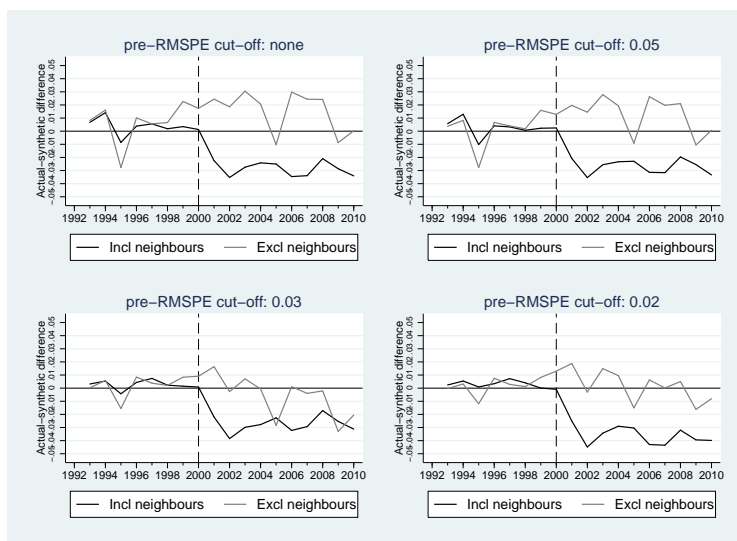 pre−RMSPE cut−off: none
Actual−synthetic difference
−.05−.04−.03−.02−.01 0 .01 .02 .03 .04 .05
1992 1994 1996 1998 2000 2002 2004 2006 2008 2010
Incl neighbours Excl neighbours
pre−RMSPE cut−off: 0.05
Actual−synthetic difference
−.05−.04−.03−.02−.01 0 .01 .02 .03 .04 .05
1992 1994 1996 1998 2000 2002 2004 2006 2008 2010
Incl neighbours Excl neighbours
pre−RMSPE cut−off: 0.03
Actual−synthetic difference
−.05−.04−.03−.02−.01 0 .01 .02 .03 .04 .05
1992 1994 1996 1998 2000 2002 2004 2006 2008 2010
Incl neighbours Excl neighbours
pre−RMSPE cut−off: 0.02
Actual−synthetic difference
−.05−.04−.03−.02−.01 0 .01 .02 .03 .04 .05
1992 1994 1996 1998 2000 2002 2004 2006 2008 2010
Incl neighbours Excl neighbours